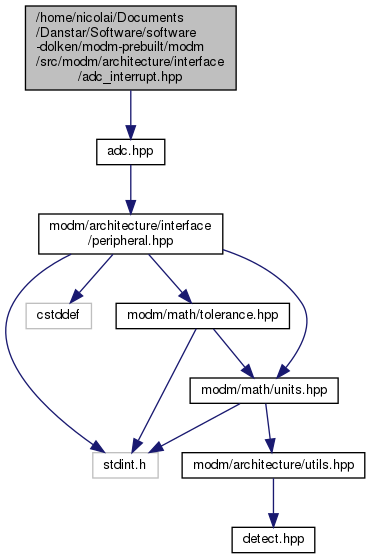 /home/nicolai/Documents
/Danstar/Software/software
-dolken/modm-prebuilt/modm
/src/modm/architecture/interface
/adc_interrupt.hpp
adc.hpp
modm/architecture/interface
/peripheral.hpp
cstddef
modm/math/tolerance.hpp
modm/math/units.hpp
stdint.h
modm/architecture/utils.hpp
detect.hpp